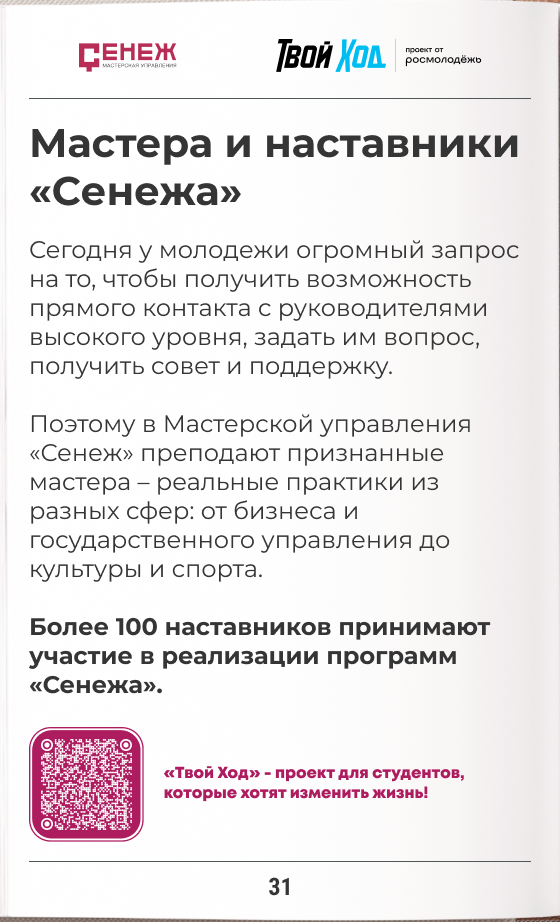 СЕНЕЖ
МАСТЕРСКАЯ УПРАВЛЕНИЯ
ТВОЙ ХОД
проект от
росмолодёжь
Мастера и наставники
«Сенежа»
Сегодня у молодежи огромный запрос
на то, чтобы получить возможность
прямого контакта с руководителями
высокого уровня, задать им вопрос,
получить совет и поддержку.
Поэтому в Мастерской управления
«Сенеж» преподают признанные
мастера – реальные практики из
разных сфер: от бизнеса и
государственного управления до
культуры и спорта.
Более 100 наставников принимают
участие в реализации программ
«Сенежа».
«Твой Ход» - проект для студентов,
которые хотят изменить жизнь!
31